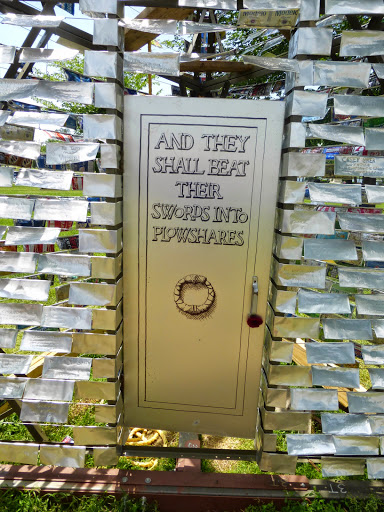 AND THEY
SHALL BEAT
THEIR
SWORDS INTO
PLOWSHARES